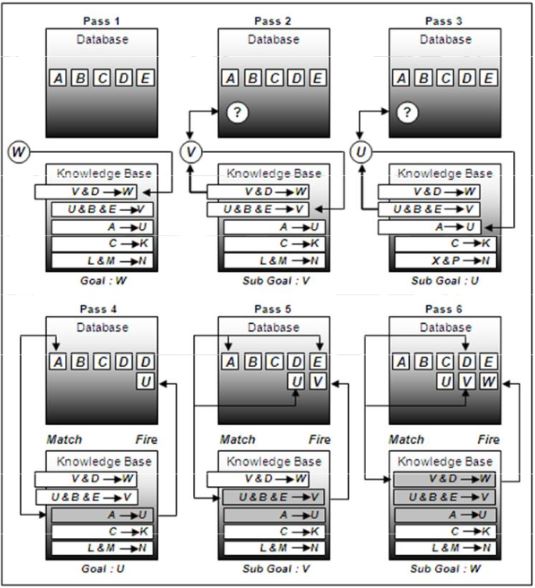 Pass 1
Database
A B C D E
W
Knowledge Base
V & D → W
U & B & E → V
A → U
C → K
L & M → N
Goal : W
Pass 2
Database
A B C D E
?
V
Knowledge Base
V & D → W
U & B & E → V
A → U
C → K
L & M → N
Sub Goal : V
Pass 3
Database
A B C D E
?
U
Knowledge Base
V & D → W
U & B & E → V
A → U
C → K
X & P → N
Sub Goal : U
Pass 4
Database
A B C D D
U
Match Fire
Knowledge Base
V & D → W
U & B & E → V
A → U
C → K
L & M → N
Goal : U
Pass 5
Database
A B C D E
U V
Match Fire
Knowledge Base
V & D → W
U & B & E → V
A → U
C → K
L & M → N
Sub Goal : V
Pass 6
Database
A B C D E
U V W
Match Fire
Knowledge Base
V & D → W
U & B & E → V
A → U
C → K
L & M → N
Sub Goal : W